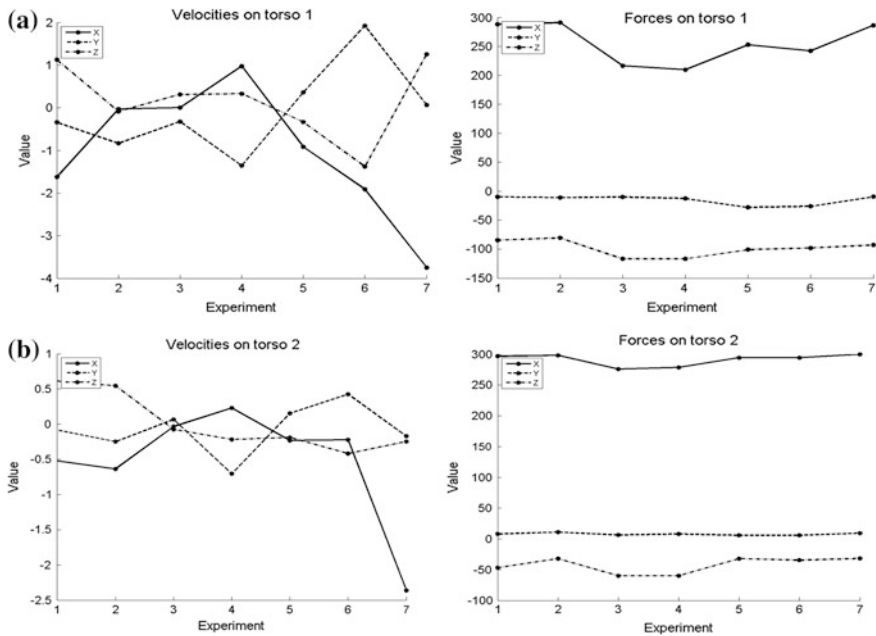 (a)
Velocities on torso 1
2
1
0
-1
-2
-3
-4
Value
X
Y
Z
1 2 3 4 5 6 7
Experiment
Forces on torso 1
300
250
200
150
100
50
0
-50
-100
-150
Value
X
Y
Z
1 2 3 4 5 6 7
Experiment
(b)
Velocities on torso 2
1
0.5
0
-0.5
-1
-1.5
-2
-2.5
Value
X
Y
Z
1 2 3 4 5 6 7
Experiment
Forces on torso 2
300
250
200
150
100
50
0
-50
-100
Value
X
Y
Z
1 2 3 4 5 6 7
Experiment